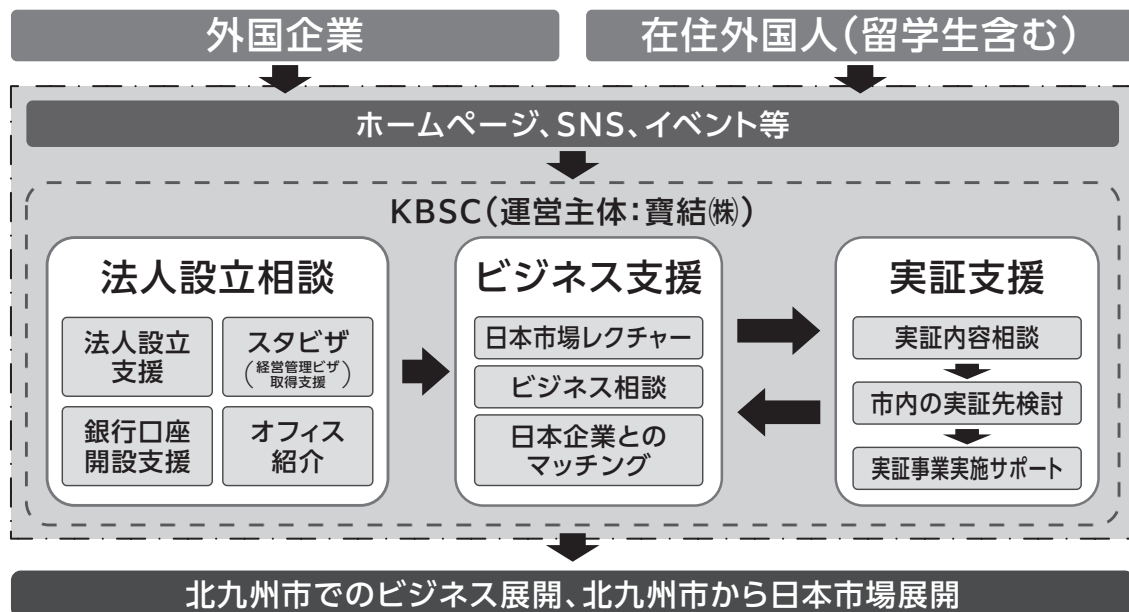 外国企業
在住外国人(留学生含む)
ホームページ、SNS、イベント等
KBSC(運営主体:寳結㈱)
法人設立相談
法人設立
支援
スタビザ
(経営管理ビザ
取得支援)
銀行口座
開設支援
オフィス
紹介
ビジネス支援
日本市場レクチャー
ビジネス相談
日本企業との
マッチング
実証支援
実証内容相談
市内の実証先検討
実証事業実施サポート
北九州市でのビジネス展開、北九州市から日本市場展開